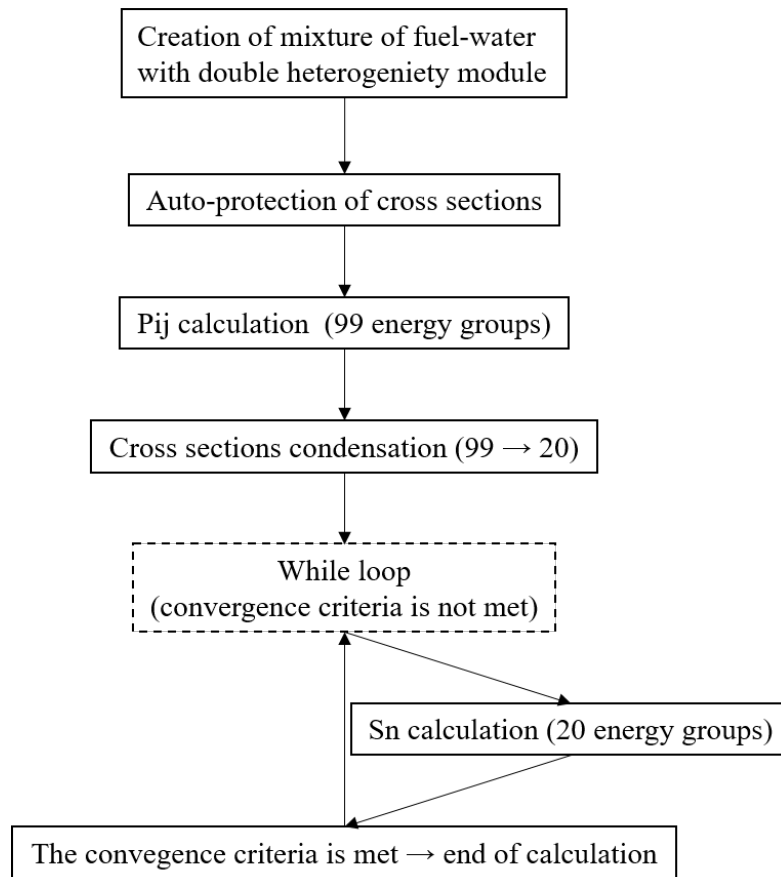 Creation of mixture of fuel-water
with double heterogeniety module
Auto-protection of cross sections
Pij calculation (99 energy groups)
Cross sections condensation (99 → 20)
While loop
(convergence criteria is not met)
Sn calculation (20 energy groups)
The convegence criteria is met → end of calculation